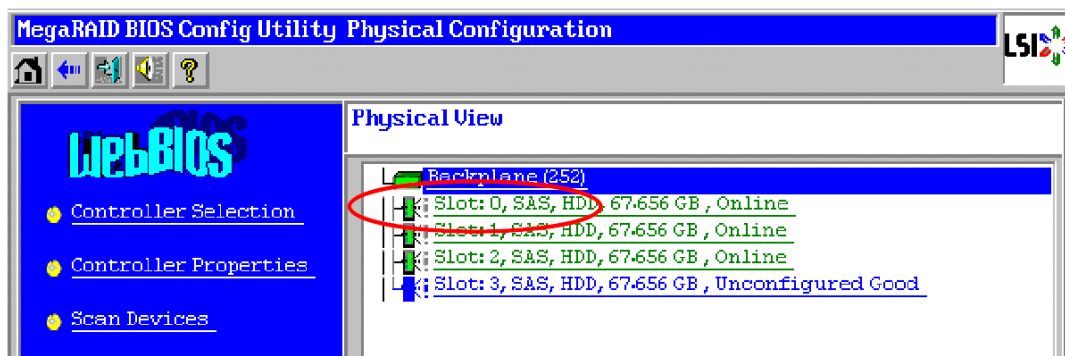 MegaRAID BIOS Config Utility Physical Configuration
LSI
WebBIOS
Controller Selection
Controller Properties
Scan Devices
Physical View
Backplane (252)
Slot: 0, SAS, HDD, 67.656 GB , Online
Slot: 1, SAS, HDD, 67.656 GB , Online
Slot: 2, SAS, HDD, 67.656 GB , Online
Slot: 3, SAS, HDD, 67.656 GB , Unconfigured Good